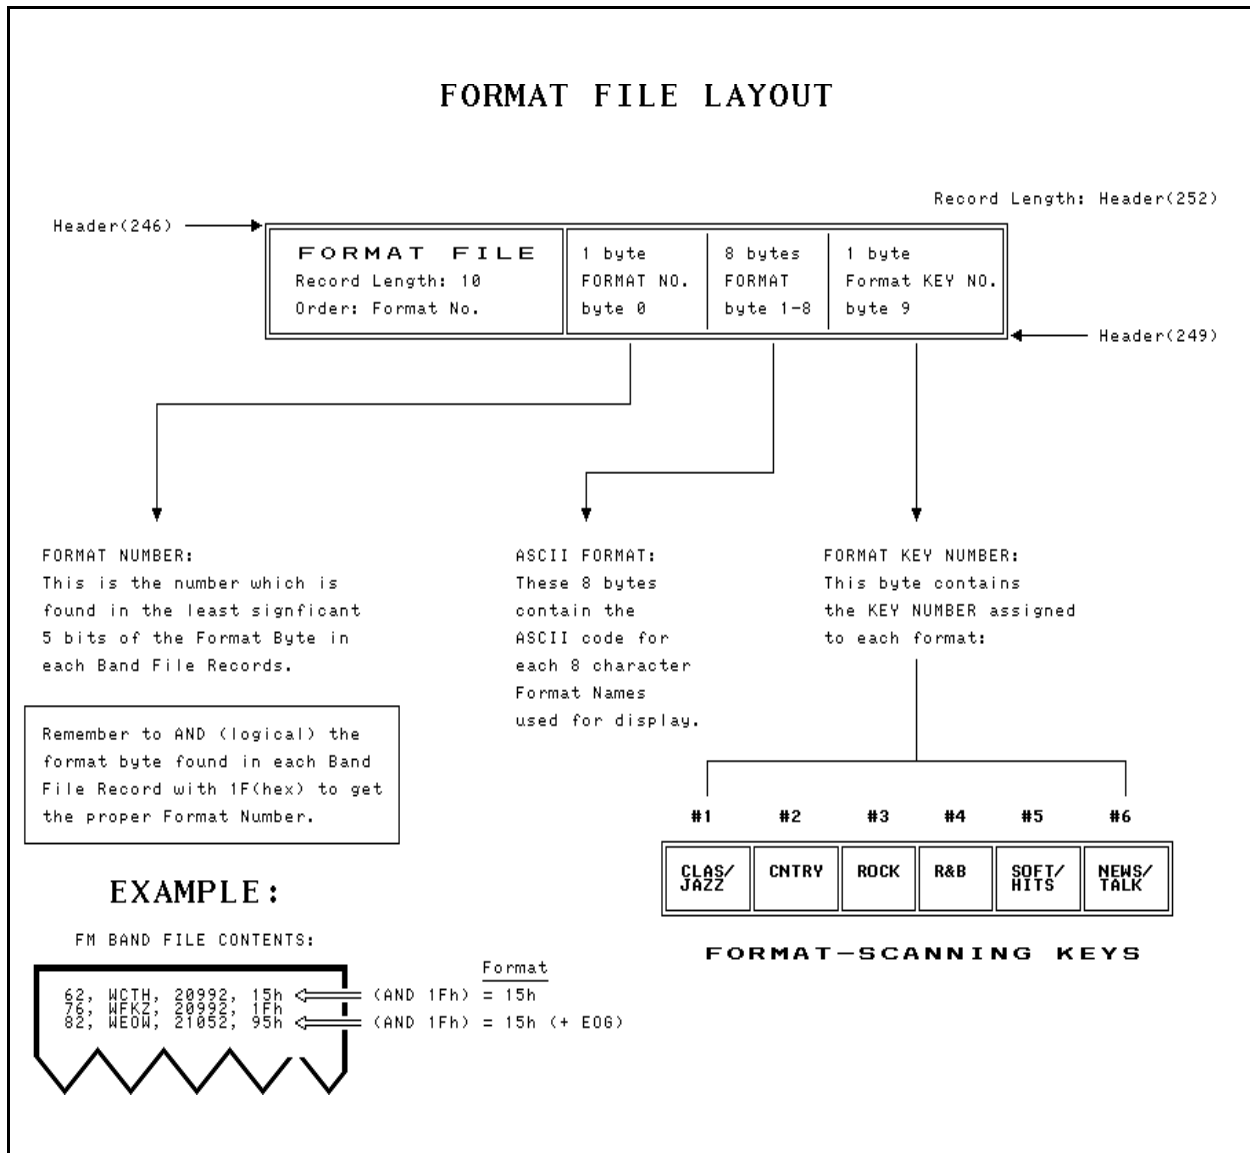 FORMAT FILE LAYOUT
Record Length: Header(252)
Header(246)
FORMAT FILE
Record Length: 10
Order: Format No.
1 byte
FORMAT NO.
byte 0
8 bytes
FORMAT
byte 1-8
1 byte
Format KEY NO.
byte 9
Header(249)
FORMAT NUMBER:
This is the number which is
found in the least signficant
5 bits of the Format Byte in
each Band File Records.
Remember to AND (logical) the
format byte found in each Band
File Record with 1F(hex) to get
the proper Format Number.
ASCII FORMAT:
These 8 bytes
contain the
ASCII code for
each 8 character
Format Names
used for display.
FORMAT KEY NUMBER:
This byte contains
the KEY NUMBER assigned
to each format:
#1 #2 #3 #4 #5 #6
CLAS/
JAZZ
CNTRY
ROCK
R&B
SOFT/
HITS
NEWS/
TALK
FORMAT-SCANNING KEYS
EXAMPLE:
FM BAND FILE CONTENTS:
Format
62, WCTH, 20992, 15h (AND 1Fh) = 15h
76, WFKZ, 20992, 1Fh
82, WEOW, 21052, 95h (AND 1Fh) = 15h (+ EOG)